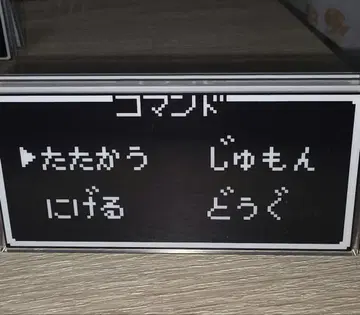 コマンド
▶たたかう じゅもん
にげる どうぐ